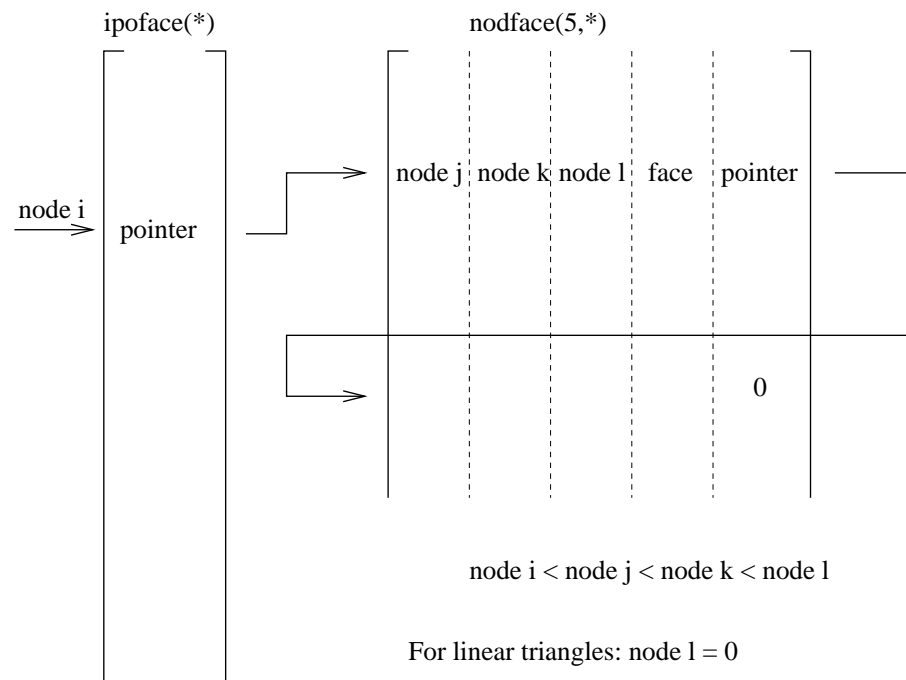 ipoface(*)
nodface(5,*)
node j node k node l face pointer
node i
pointer
0
node i < node j < node k < node l
For linear triangles: node l = 0